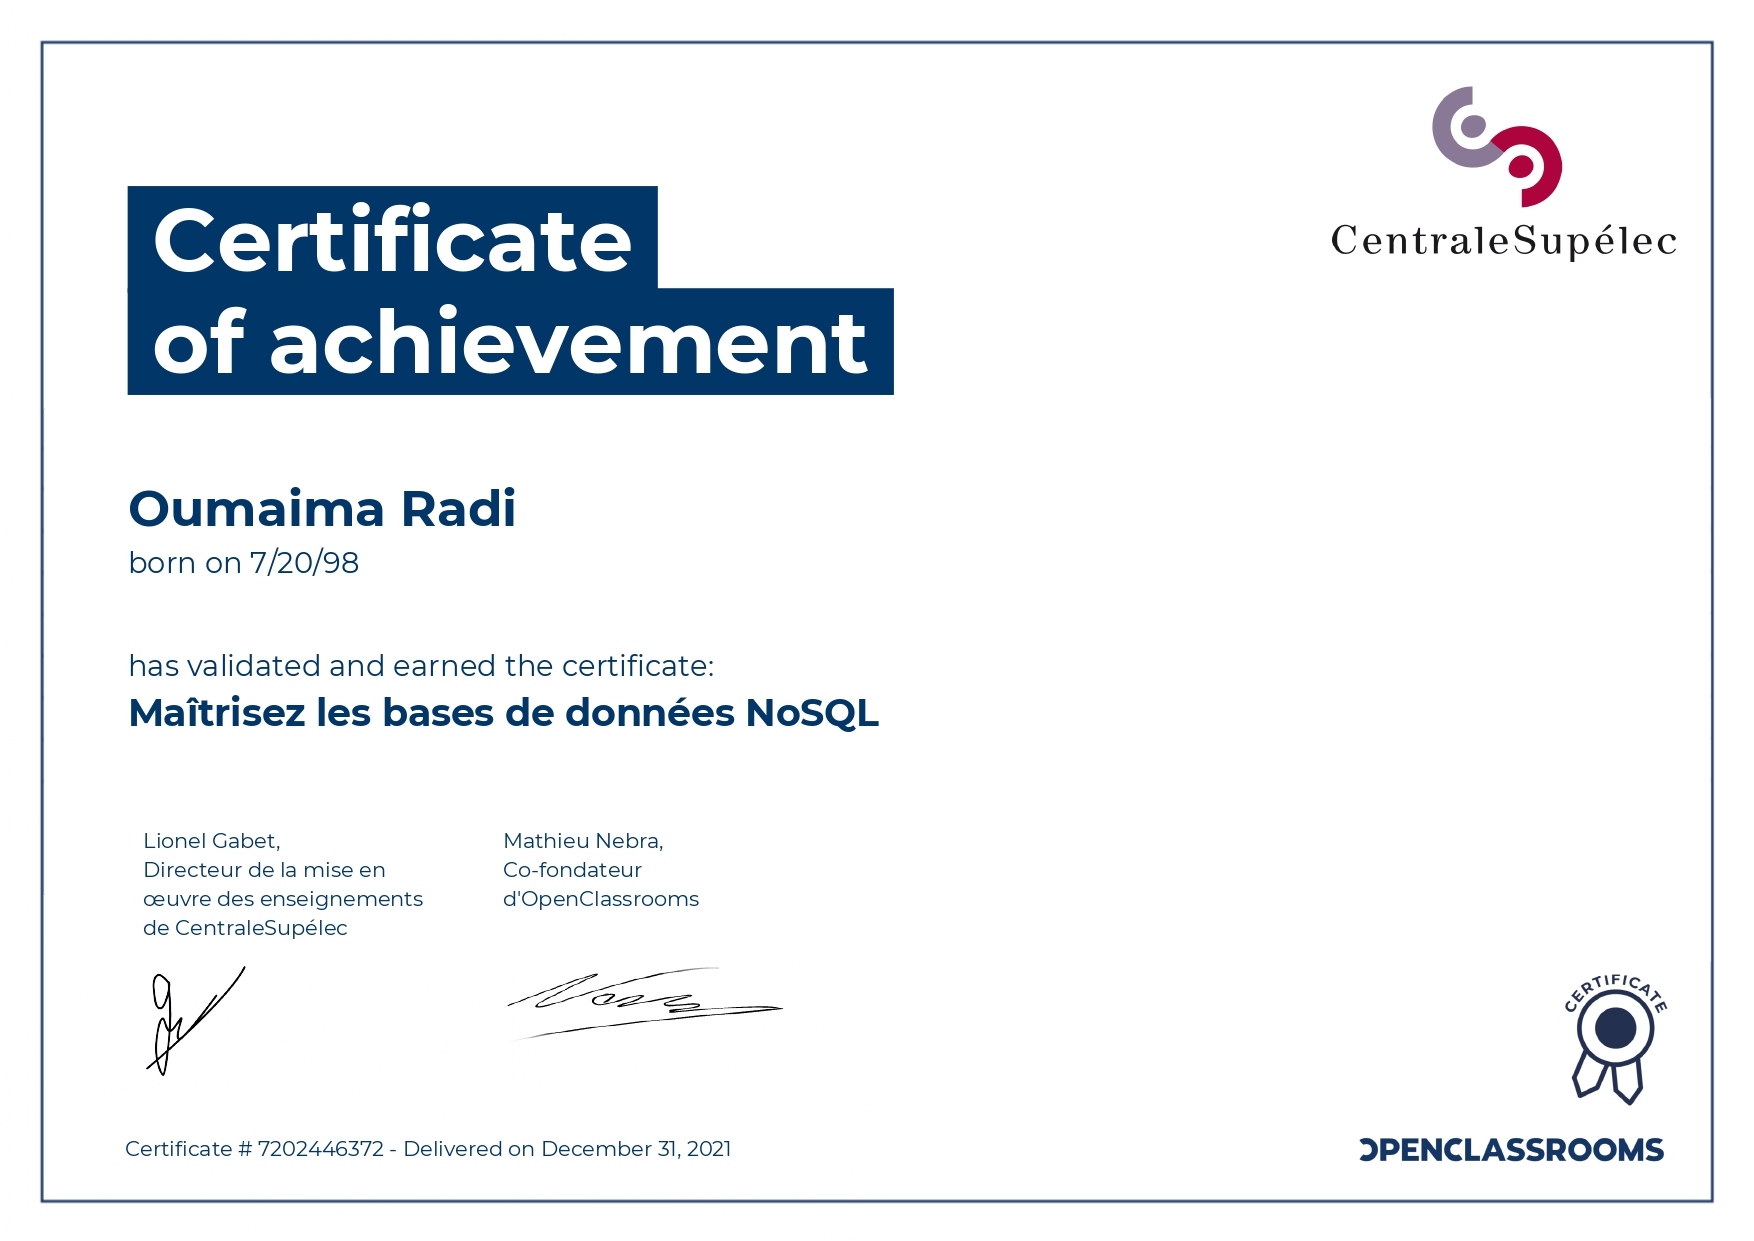 CentraleSupélec
Certificate
of achievement
Oumaima Radi
born on 7/20/98
has validated and earned the certificate:
Maîtrisez les bases de données NoSQL
Lionel Gabet,
Directeur de la mise en
œuvre des enseignements
de CentraleSupélec
Mathieu Nebra,
Co-fondateur
d'OpenClassrooms
CERTIFICATE
Certificate # 7202446372 - Delivered on December 31, 2021
OPENCLASSROOMS